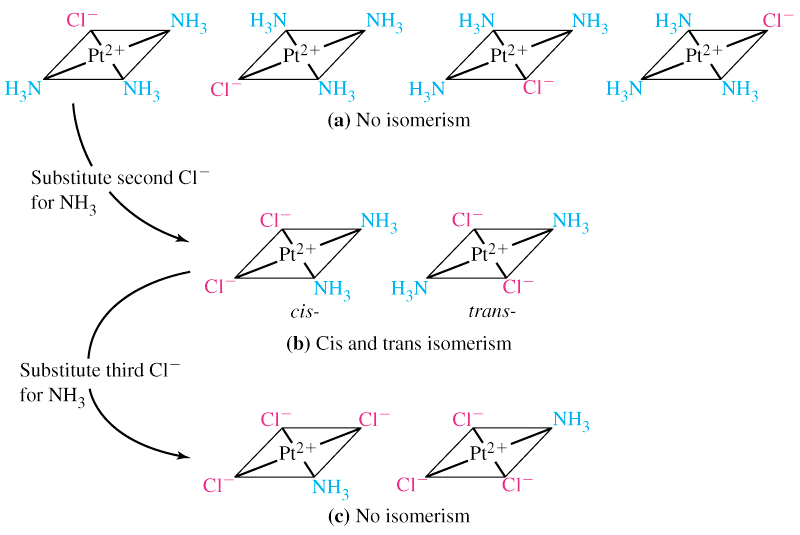 Cl⁻ NH₃ H₃N NH₃ H₃N NH₃ H₃N Cl⁻
Pt²⁺ Pt²⁺ Pt²⁺ Pt²⁺
H₃N NH₃ Cl⁻ NH₃ H₃N Cl⁻ H₃N NH₃
(a) No isomerism
Substitute second Cl⁻
for NH₃
Cl⁻ NH₃ Cl⁻ NH₃
Pt²⁺ Pt²⁺
Cl⁻ NH₃ H₃N Cl⁻
cis- trans-
(b) Cis and trans isomerism
Substitute third Cl⁻
for NH₃
Cl⁻ Cl⁻ Cl⁻ NH₃
Pt²⁺ Pt²⁺
Cl⁻ NH₃ Cl⁻ Cl⁻
(c) No isomerism